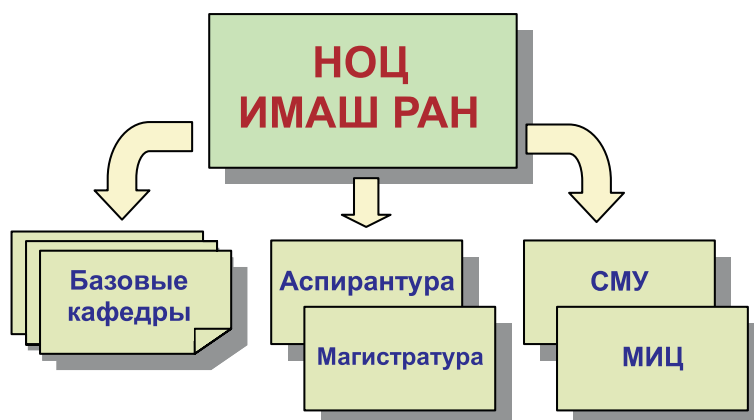 НОЦ
ИМАШ РАН
Базовые
кафедры
Аспирантура
Магистратура
СМУ
МИЦ